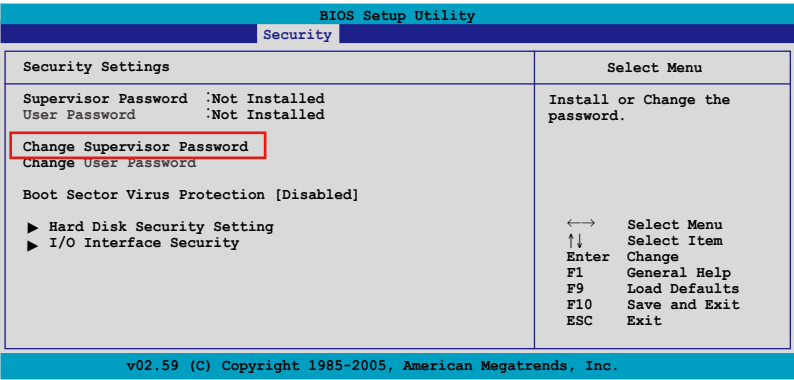 BIOS Setup Utility
Security
Security Settings
Supervisor Password :Not Installed
User Password :Not Installed
Change Supervisor Password
Change User Password
Boot Sector Virus Protection [Disabled]
▶ Hard Disk Security Setting
▶ I/O Interface Security
Select Menu
Install or Change the
password.
←→ Select Menu
↑↓ Select Item
Enter Change
F1 General Help
F9 Load Defaults
F10 Save and Exit
ESC Exit
v02.59 (C) Copyright 1985-2005, American Megatrends, Inc.